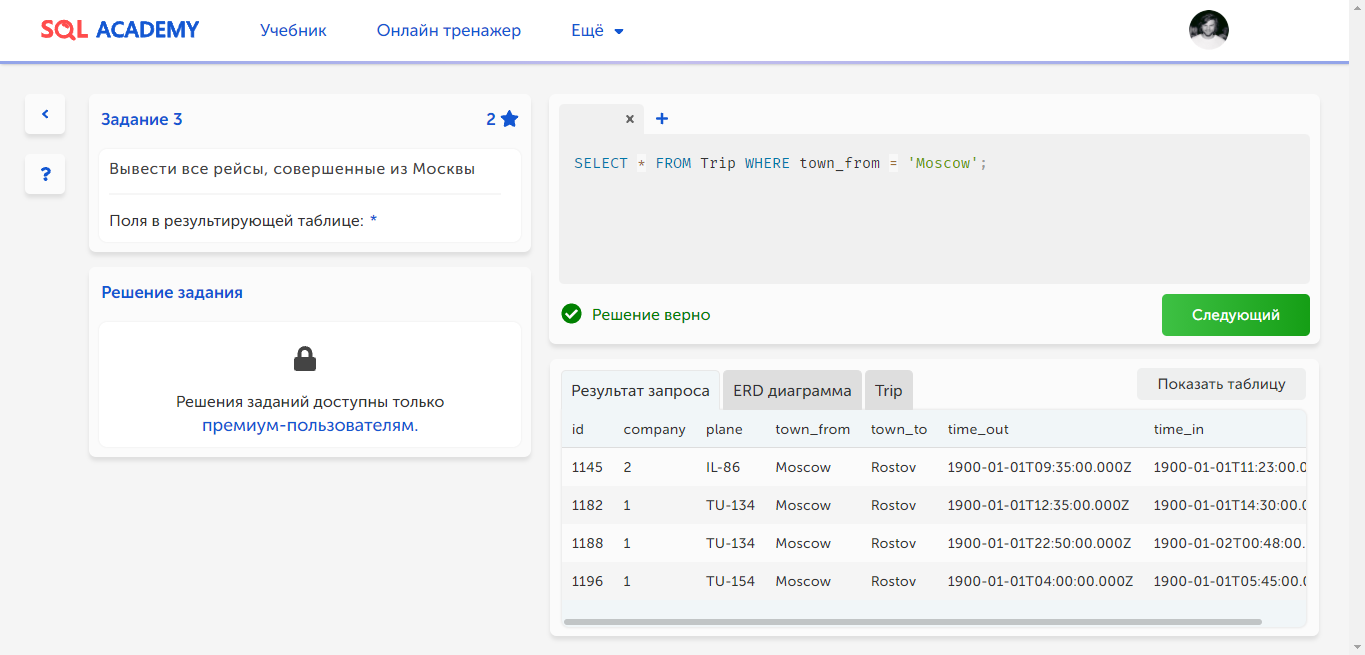 SQL ACADEMY Учебник Онлайн тренажер Ещё
Задание 3 2
Вывести все рейсы, совершенные из Москвы
Поля в результирующей таблице: *
Решение задания
Решения заданий доступны только
премиум-пользователям.
x +
SELECT * FROM Trip WHERE town_from = 'Moscow';
Решение верно Следующий
Результат запроса ERD диаграмма Trip Показать таблицу
id company plane town_from town_to time_out time_in
1145 2 IL-86 Moscow Rostov 1900-01-01T09:35:00.000Z 1900-01-01T11:23:00.0
1182 1 TU-134 Moscow Rostov 1900-01-01T12:35:00.000Z 1900-01-01T14:30:00.0
1188 1 TU-134 Moscow Rostov 1900-01-01T22:50:00.000Z 1900-01-02T00:48:00.
1196 1 TU-154 Moscow Rostov 1900-01-01T04:00:00.000Z 1900-01-01T05:45:00.0
?